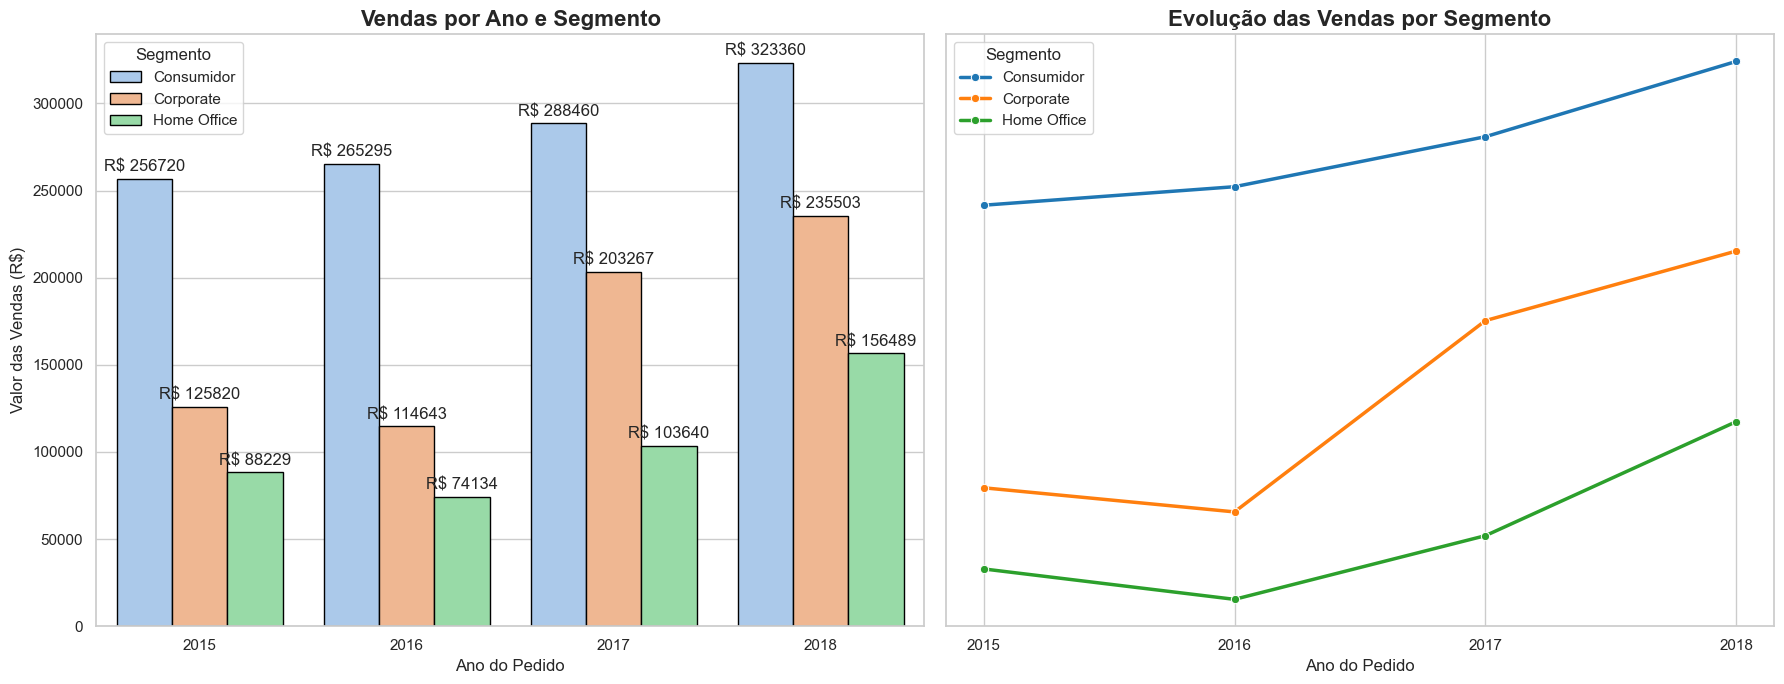 Vendas por Ano e Segmento
Segmento
Consumidor
Corporate
Home Office
Valor das Vendas (R$)
300000
250000
200000
150000
100000
50000
0
R$ 256720
R$ 125820
R$ 88229
R$ 265295
R$ 114643
R$ 74134
R$ 288460
R$ 203267
R$ 103640
R$ 323360
R$ 235503
R$ 156489
2015
2016
2017
2018
Ano do Pedido
Evolução das Vendas por Segmento
Segmento
Consumidor
Corporate
Home Office
2015
2016
2017
2018
Ano do Pedido